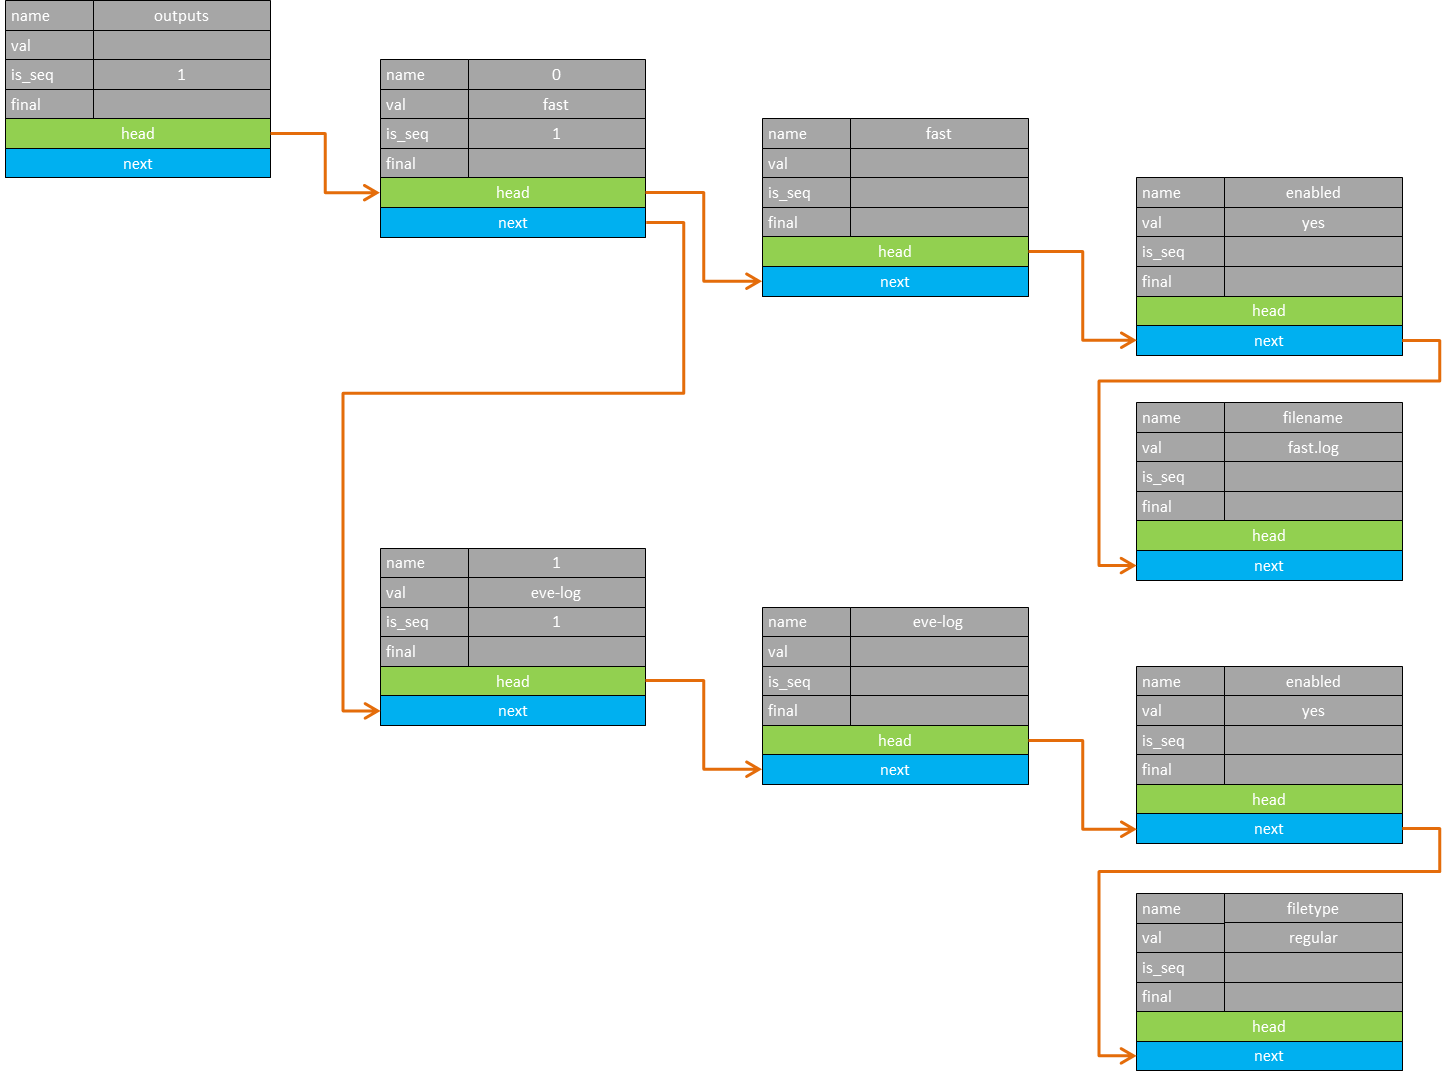 name outputs
val
is_seq 1
final
head
next
name 0
val fast
is_seq 1
final
head
next
name fast
val
is_seq
final
head
next
name enabled
val yes
is_seq
final
head
next
name filename
val fast.log
is_seq
final
head
next
name 1
val eve-log
is_seq 1
final
head
next
name eve-log
val
is_seq
final
head
next
name enabled
val yes
is_seq
final
head
next
name filetype
val regular
is_seq
final
head
next